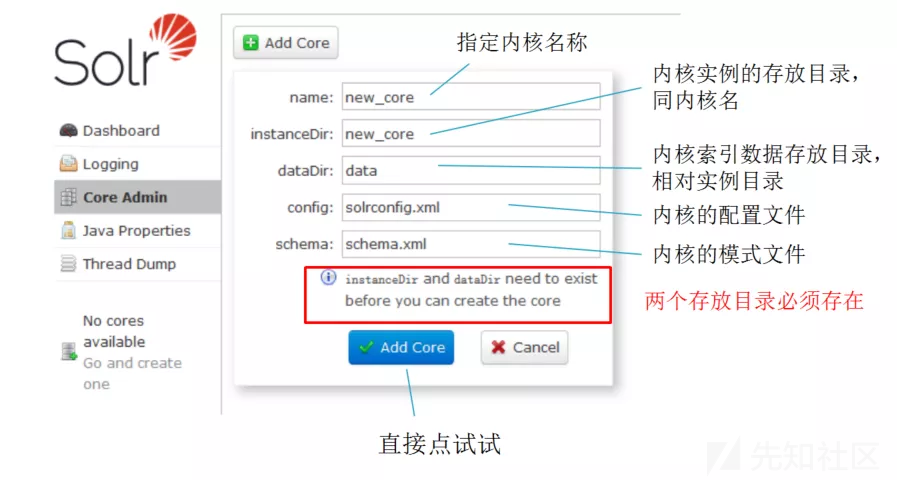 Solr
Dashboard
Logging
Core Admin
Java Properties
Thread Dump
No cores
available
Go and create
one
Add Core
指定内核名称
name: new_core
内核实例的存放目录，
同内核名
instanceDir: new_core
dataDir: data
内核索引数据存放目录，
相对实例目录
config: solrconfig.xml
内核的配置文件
schema: schema.xml
内核的模式文件
instanceDir and dataDir need to exist
before you can create the core
两个存放目录必须存在
Add Core
Cancel
直接点试试
先知社区